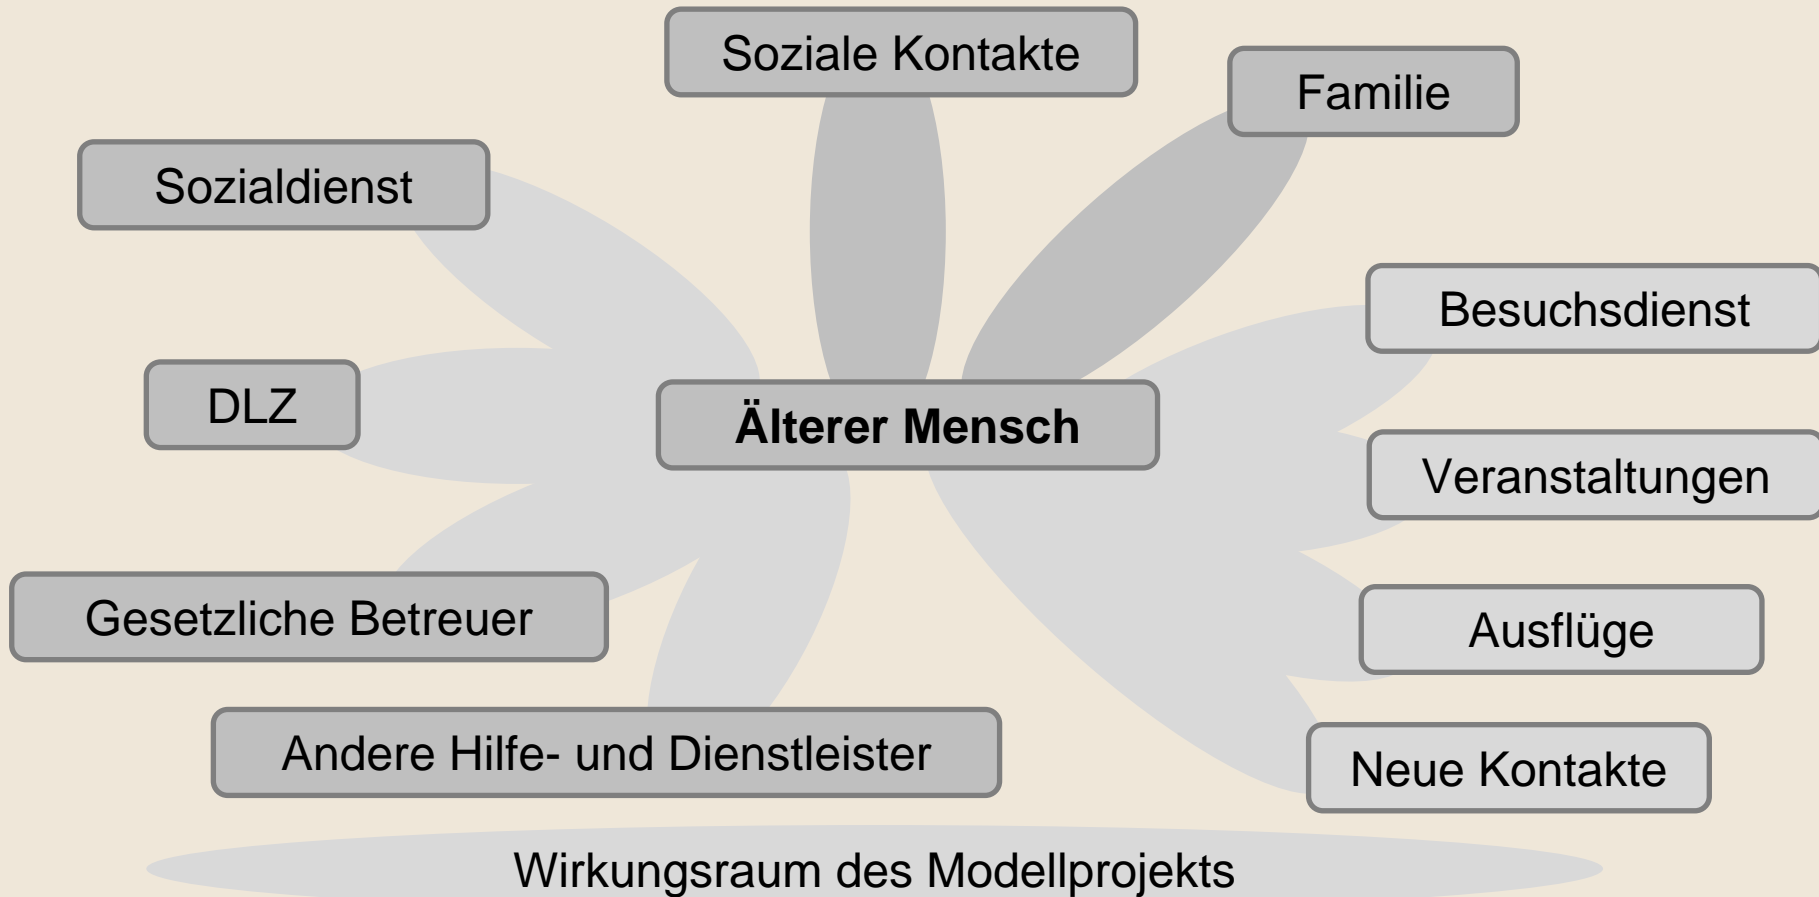 Soziale Kontakte
Familie
Sozialdienst
Besuchsdienst
DLZ
Älterer Mensch
Veranstaltungen
Gesetzliche Betreuer
Ausflüge
Andere Hilfe- und Dienstleister
Neue Kontakte
Wirkungsraum des Modellprojekts